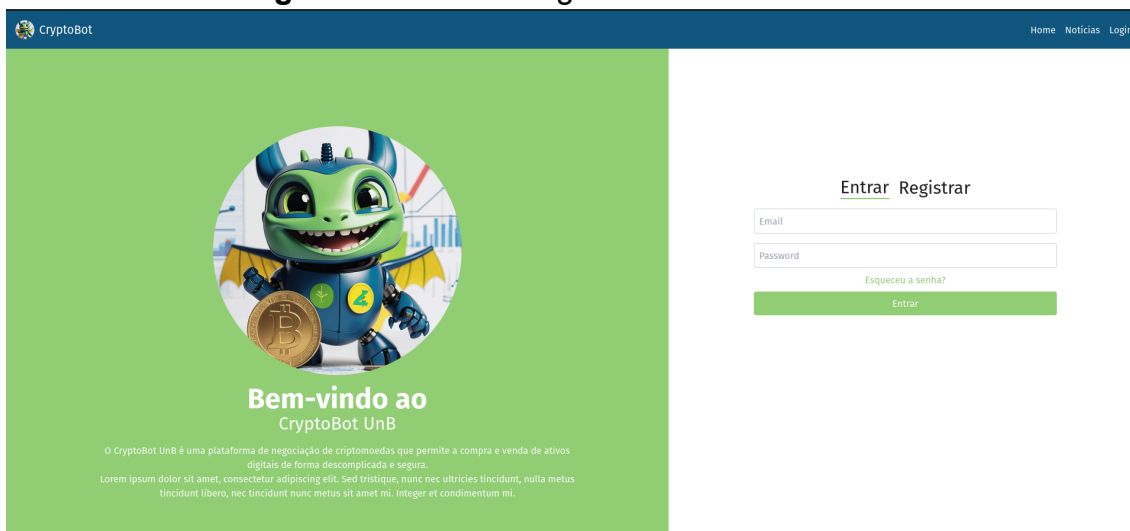 CryptoBot
Home Notícias Login
Bem-vindo ao
CryptoBot UnB
O CryptoBot UnB é uma plataforma de negociação de criptomoedas que permite a compra e venda de ativos
digitais de forma descomplicada e segura.
Lorem ipsum dolor sit amet, consectetur adipiscing elit. Sed tristique, nunc nec ultricies tincidunt, nulla metus
tincidunt libero, nec tincidunt nunc metus sit amet mi. Integer et condimentum mi.
Entrar Registrar
Email
Password
Esqueceu a senha?
Entrar